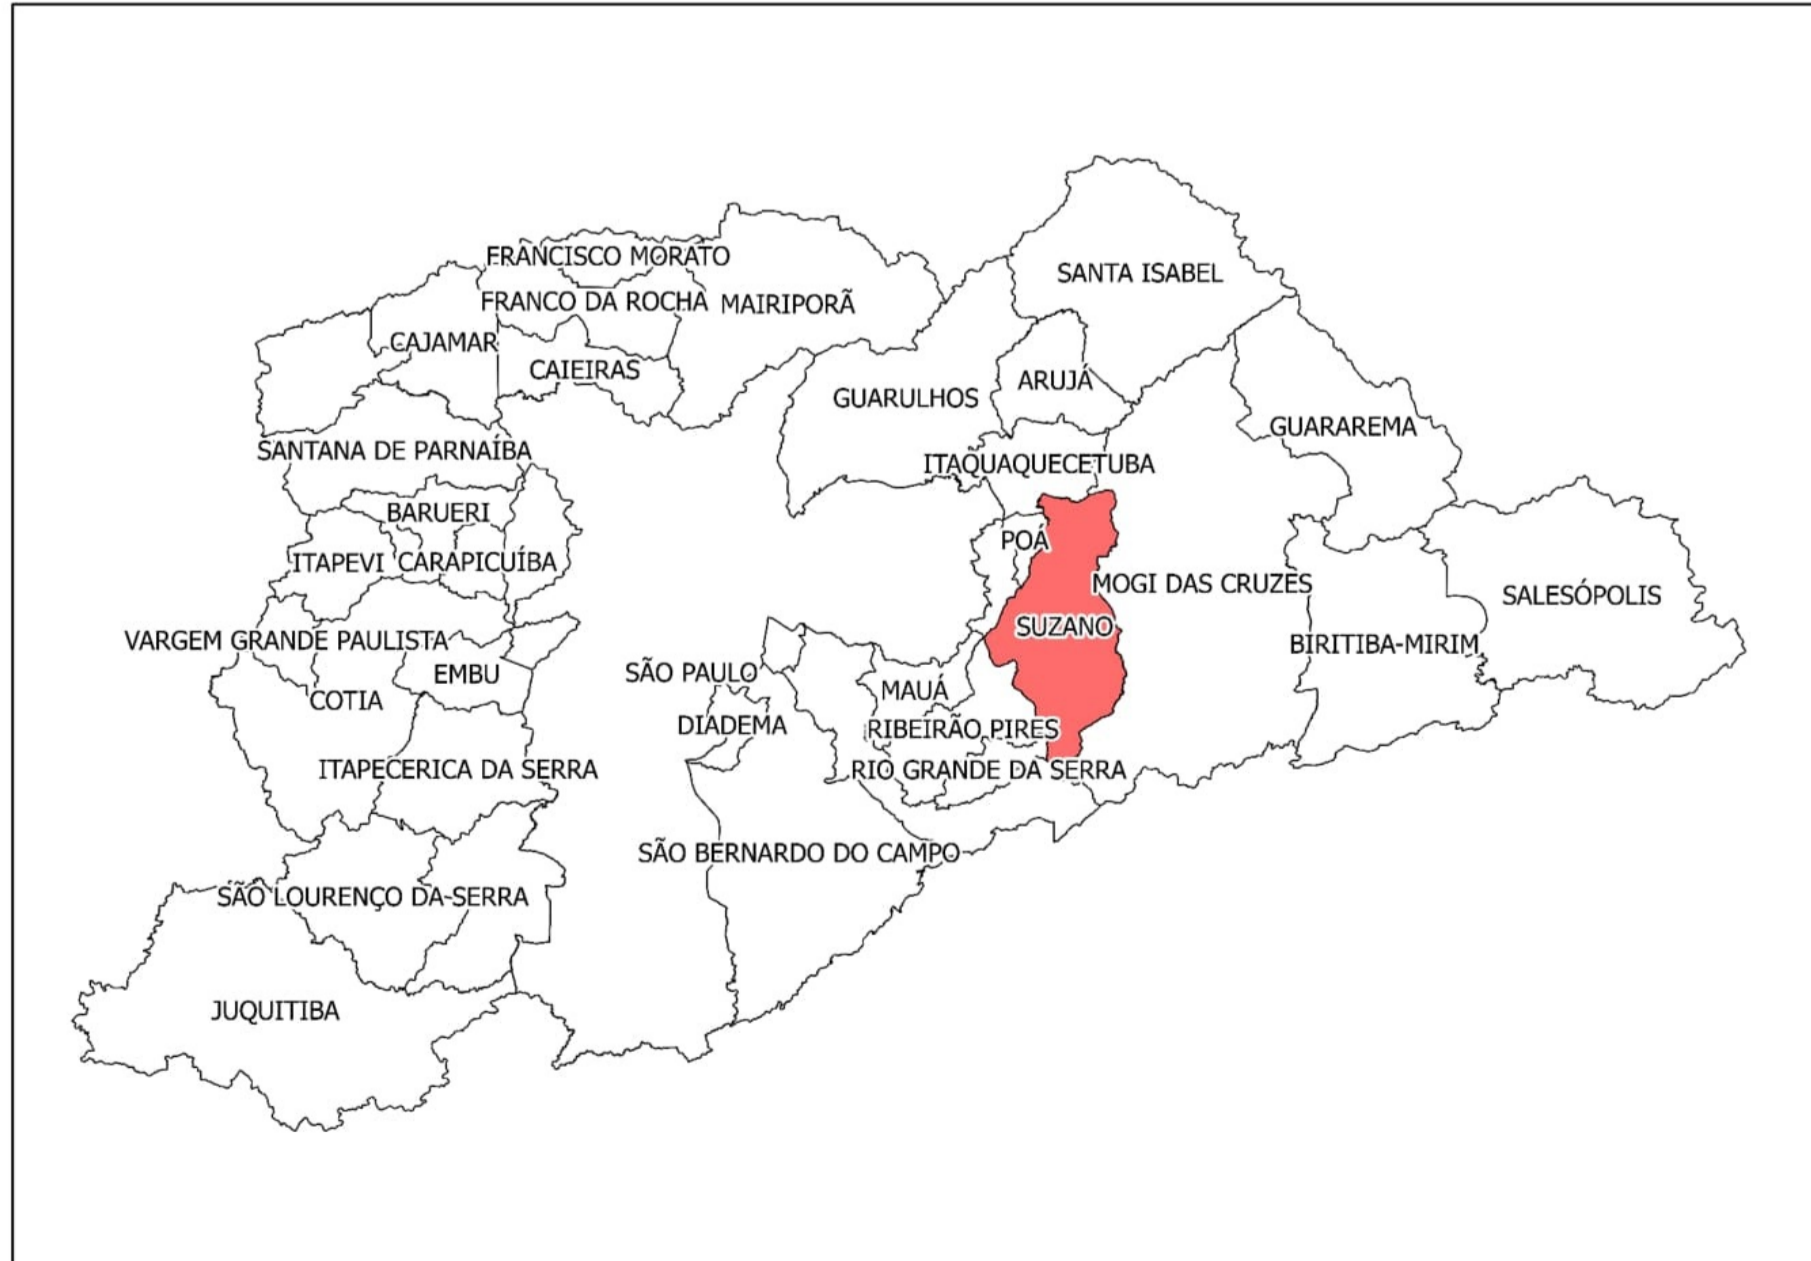 FRANCISCO MORATO
SANTA ISABEL
FRANCO DA ROCHA
MAIRIPORÃ
CAJAMAR
CAIEIRAS
ARUJÁ
GUARULHOS
GUARAREMA
SANTANA DE PARNAÍBA
ITAQUAQUECETUBA
BARUERI
POÁ
ITAPEVI
CARAPICUÍBA
MOGI DAS CRUZES
SALESÓPOLIS
SUZANO
VARGEM GRANDE PAULISTA
BIRITIBA-MIRIM
SÃO PAULO
EMBU
MAUÁ
COTIA
DIADEMA
RIBEIRÃO PIRES
ITAPECERICA DA SERRA
RIO GRANDE DA SERRA
SÃO BERNARDO DO CAMPO
SÃO LOURENÇO DA-SERRA
JUQUITIBA